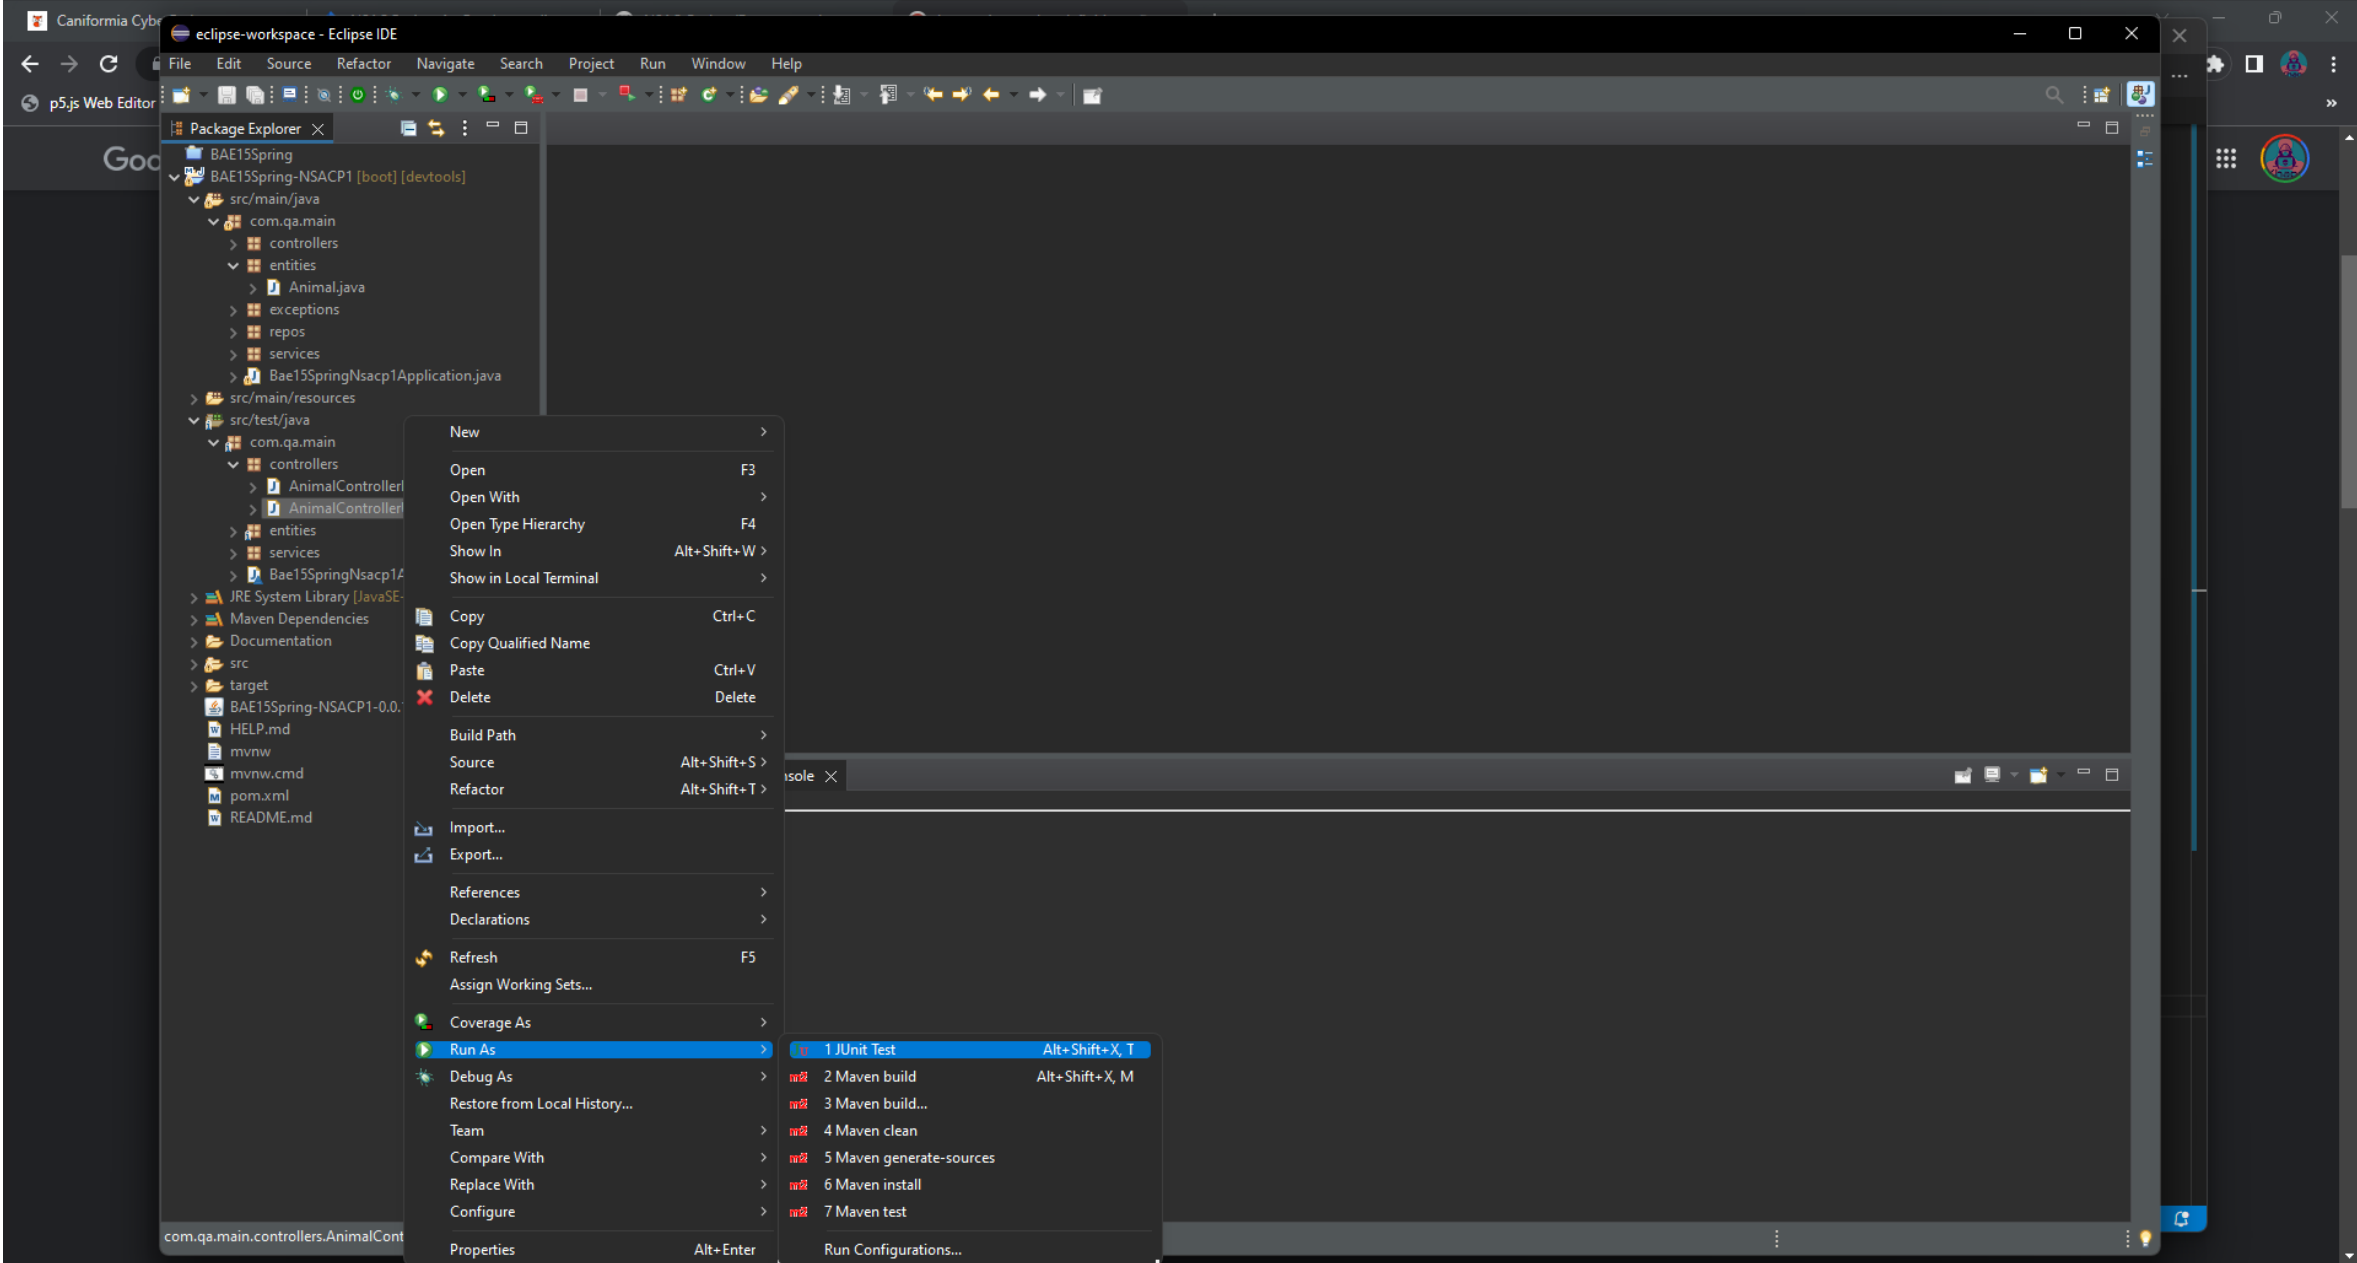 Caniformia Cybe
eclipse-workspace - Eclipse IDE
File Edit Source Refactor Navigate Search Project Run Window Help
p5.js Web Editor
Package Explorer
Goo
BAE15Spring
BAE15Spring-NSACP1 [boot] [devtools]
src/main/java
com.qa.main
controllers
entities
Animal.java
exceptions
repos
services
Bae15SpringNsacp1Application.java
src/main/resources
src/test/java
com.qa.main
controllers
AnimalController
AnimalController
entities
services
Bae15SpringNsacp1A
JRE System Library [JavaSE-
Maven Dependencies
Documentation
src
target
BAE15Spring-NSACP1-0.0.
HELP.md
mvnw
mvnw.cmd
pom.xml
README.md
com.qa.main.controllers.AnimalCont
New
Open F3
Open With
Open Type Hierarchy F4
Show In Alt+Shift+W
Show in Local Terminal
Copy Ctrl+C
Copy Qualified Name
Paste Ctrl+V
Delete Delete
Build Path
Source Alt+Shift+S
Refactor Alt+Shift+T
Import...
Export...
References
Declarations
Refresh F5
Assign Working Sets...
Coverage As
Run As
Debug As
Restore from Local History...
Team
Compare With
Replace With
Configure
Properties Alt+Enter
nsole
1 JUnit Test Alt+Shift+X, T
2 Maven build Alt+Shift+X, M
3 Maven build...
4 Maven clean
5 Maven generate-sources
6 Maven install
7 Maven test
Run Configurations...